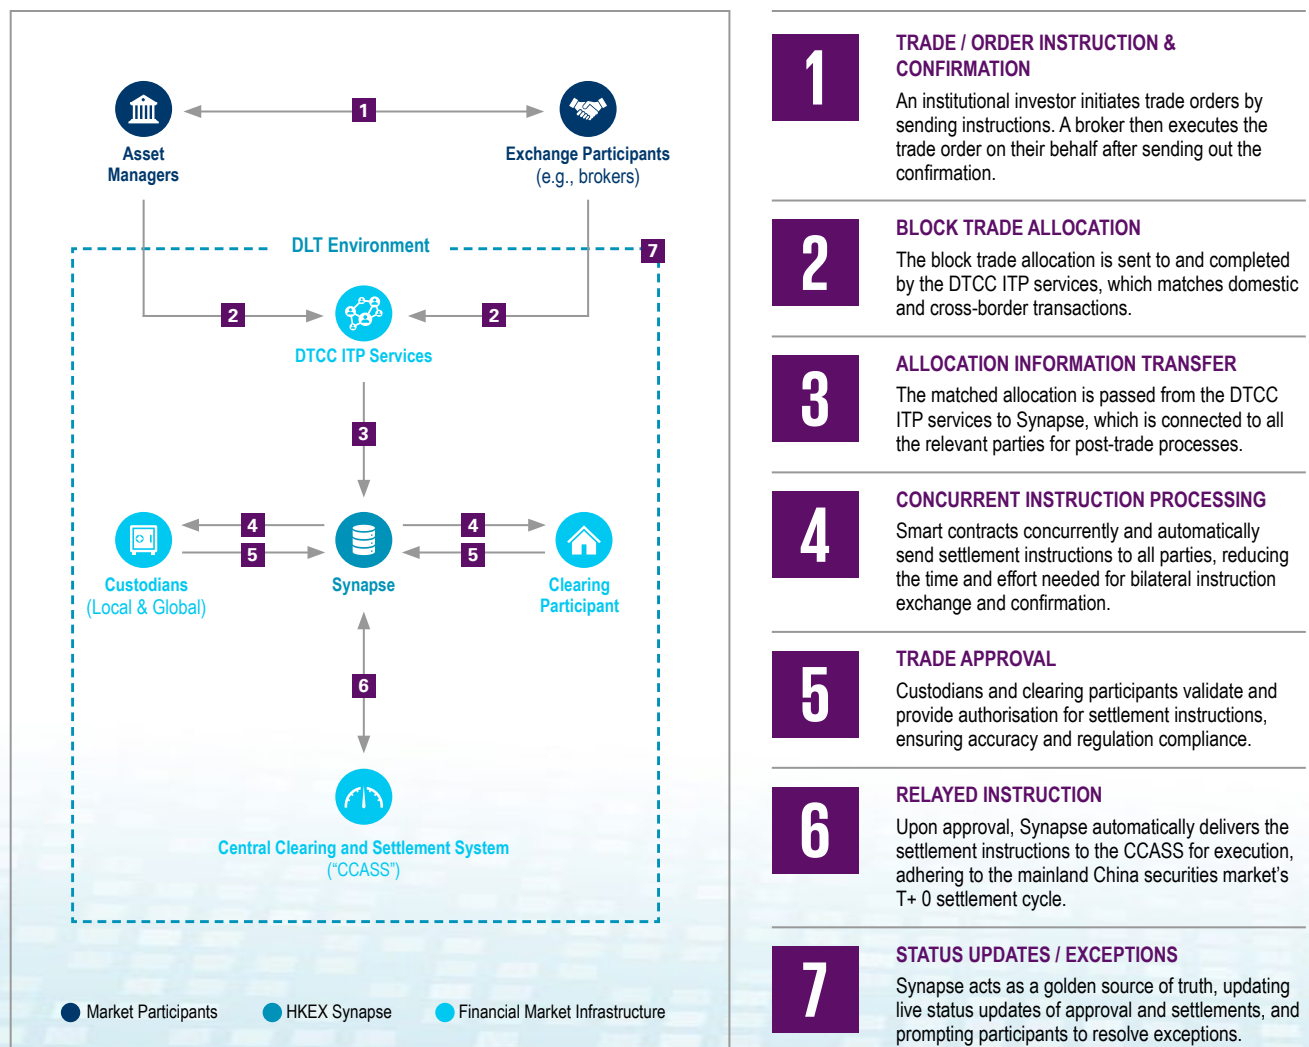 1
Asset
Managers
Exchange Participants
(e.g., brokers)
DLT Environment
7
2
2
DTCC ITP Services
3
4
4
5
5
Custodians
(Local & Global)
Synapse
Clearing
Participant
6
Central Clearing and Settlement System
("CCASS")
Market Participants
HKEX Synapse
Financial Market Infrastructure
1
TRADE / ORDER INSTRUCTION &
CONFIRMATION
An institutional investor initiates trade orders by
sending instructions. A broker then executes the
trade order on their behalf after sending out the
confirmation.
2
BLOCK TRADE ALLOCATION
The block trade allocation is sent to and completed
by the DTCC ITP services, which matches domestic
and cross-border transactions.
3
ALLOCATION INFORMATION TRANSFER
The matched allocation is passed from the DTCC
ITP services to Synapse, which is connected to all
the relevant parties for post-trade processes.
4
CONCURRENT INSTRUCTION PROCESSING
Smart contracts concurrently and automatically
send settlement instructions to all parties, reducing
the time and effort needed for bilateral instruction
exchange and confirmation.
5
TRADE APPROVAL
Custodians and clearing participants validate and
provide authorisation for settlement instructions,
ensuring accuracy and regulation compliance.
6
RELAYED INSTRUCTION
Upon approval, Synapse automatically delivers the
settlement instructions to the CCASS for execution,
adhering to the mainland China securities market's
T+ 0 settlement cycle.
7
STATUS UPDATES / EXCEPTIONS
Synapse acts as a golden source of truth, updating
live status updates of approval and settlements, and
prompting participants to resolve exceptions.